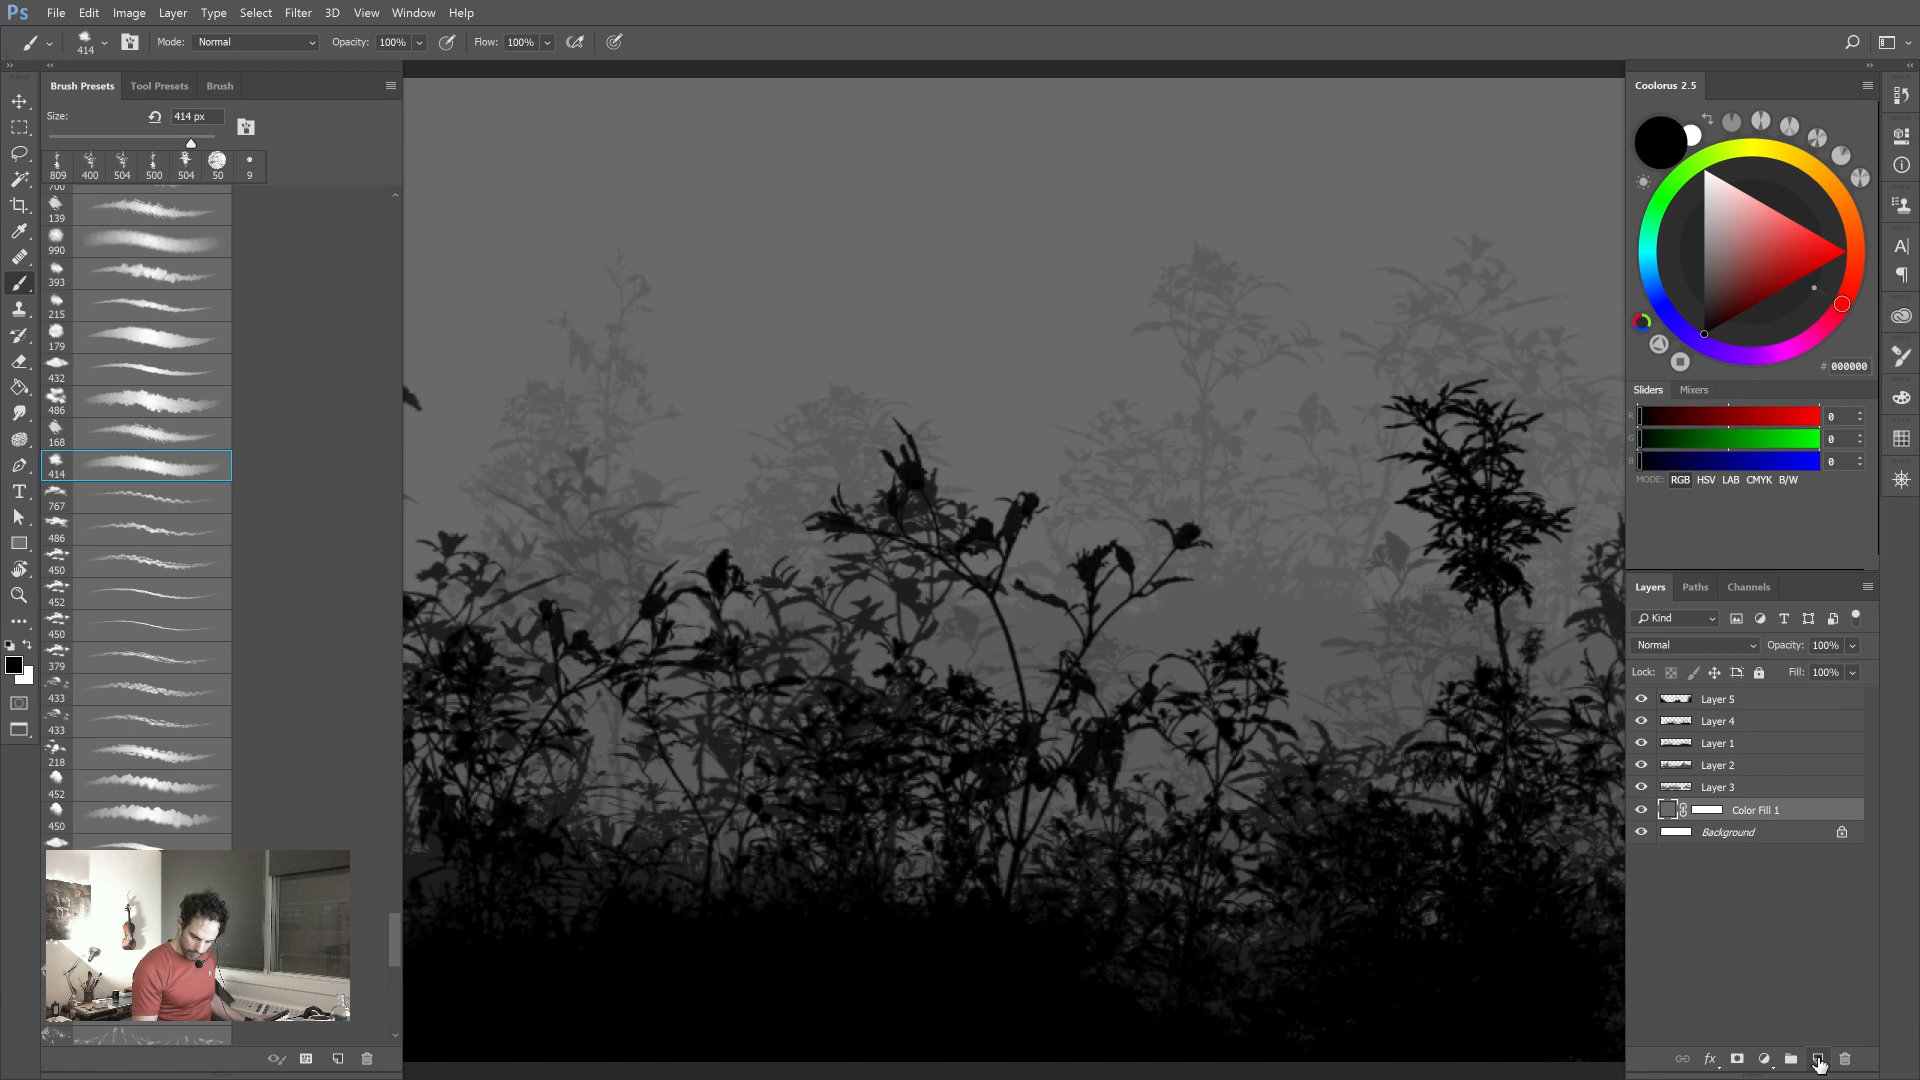 Ps File Edit Image Layer Type Select Filter 3D View Window Help
414 Mode: Normal Opacity: 100% Flow: 100%
Brush Presets Tool Presets Brush
Size: 414 px
809 400 504 500 504 50 9
700
139
990
393
215
179
432
486
168
414
767
486
450
452
450
379
433
433
218
452
450
Coolorus 2.5
# 000000
Sliders Mixers
R 0
G 0
B 0
MODE: RGB HSV LAB CMYK B/W
Layers Paths Channels
Kind
Normal Opacity: 100%
Lock: Fill: 100%
Layer 5
Layer 4
Layer 1
Layer 2
Layer 3
Color Fill 1
Background
fx